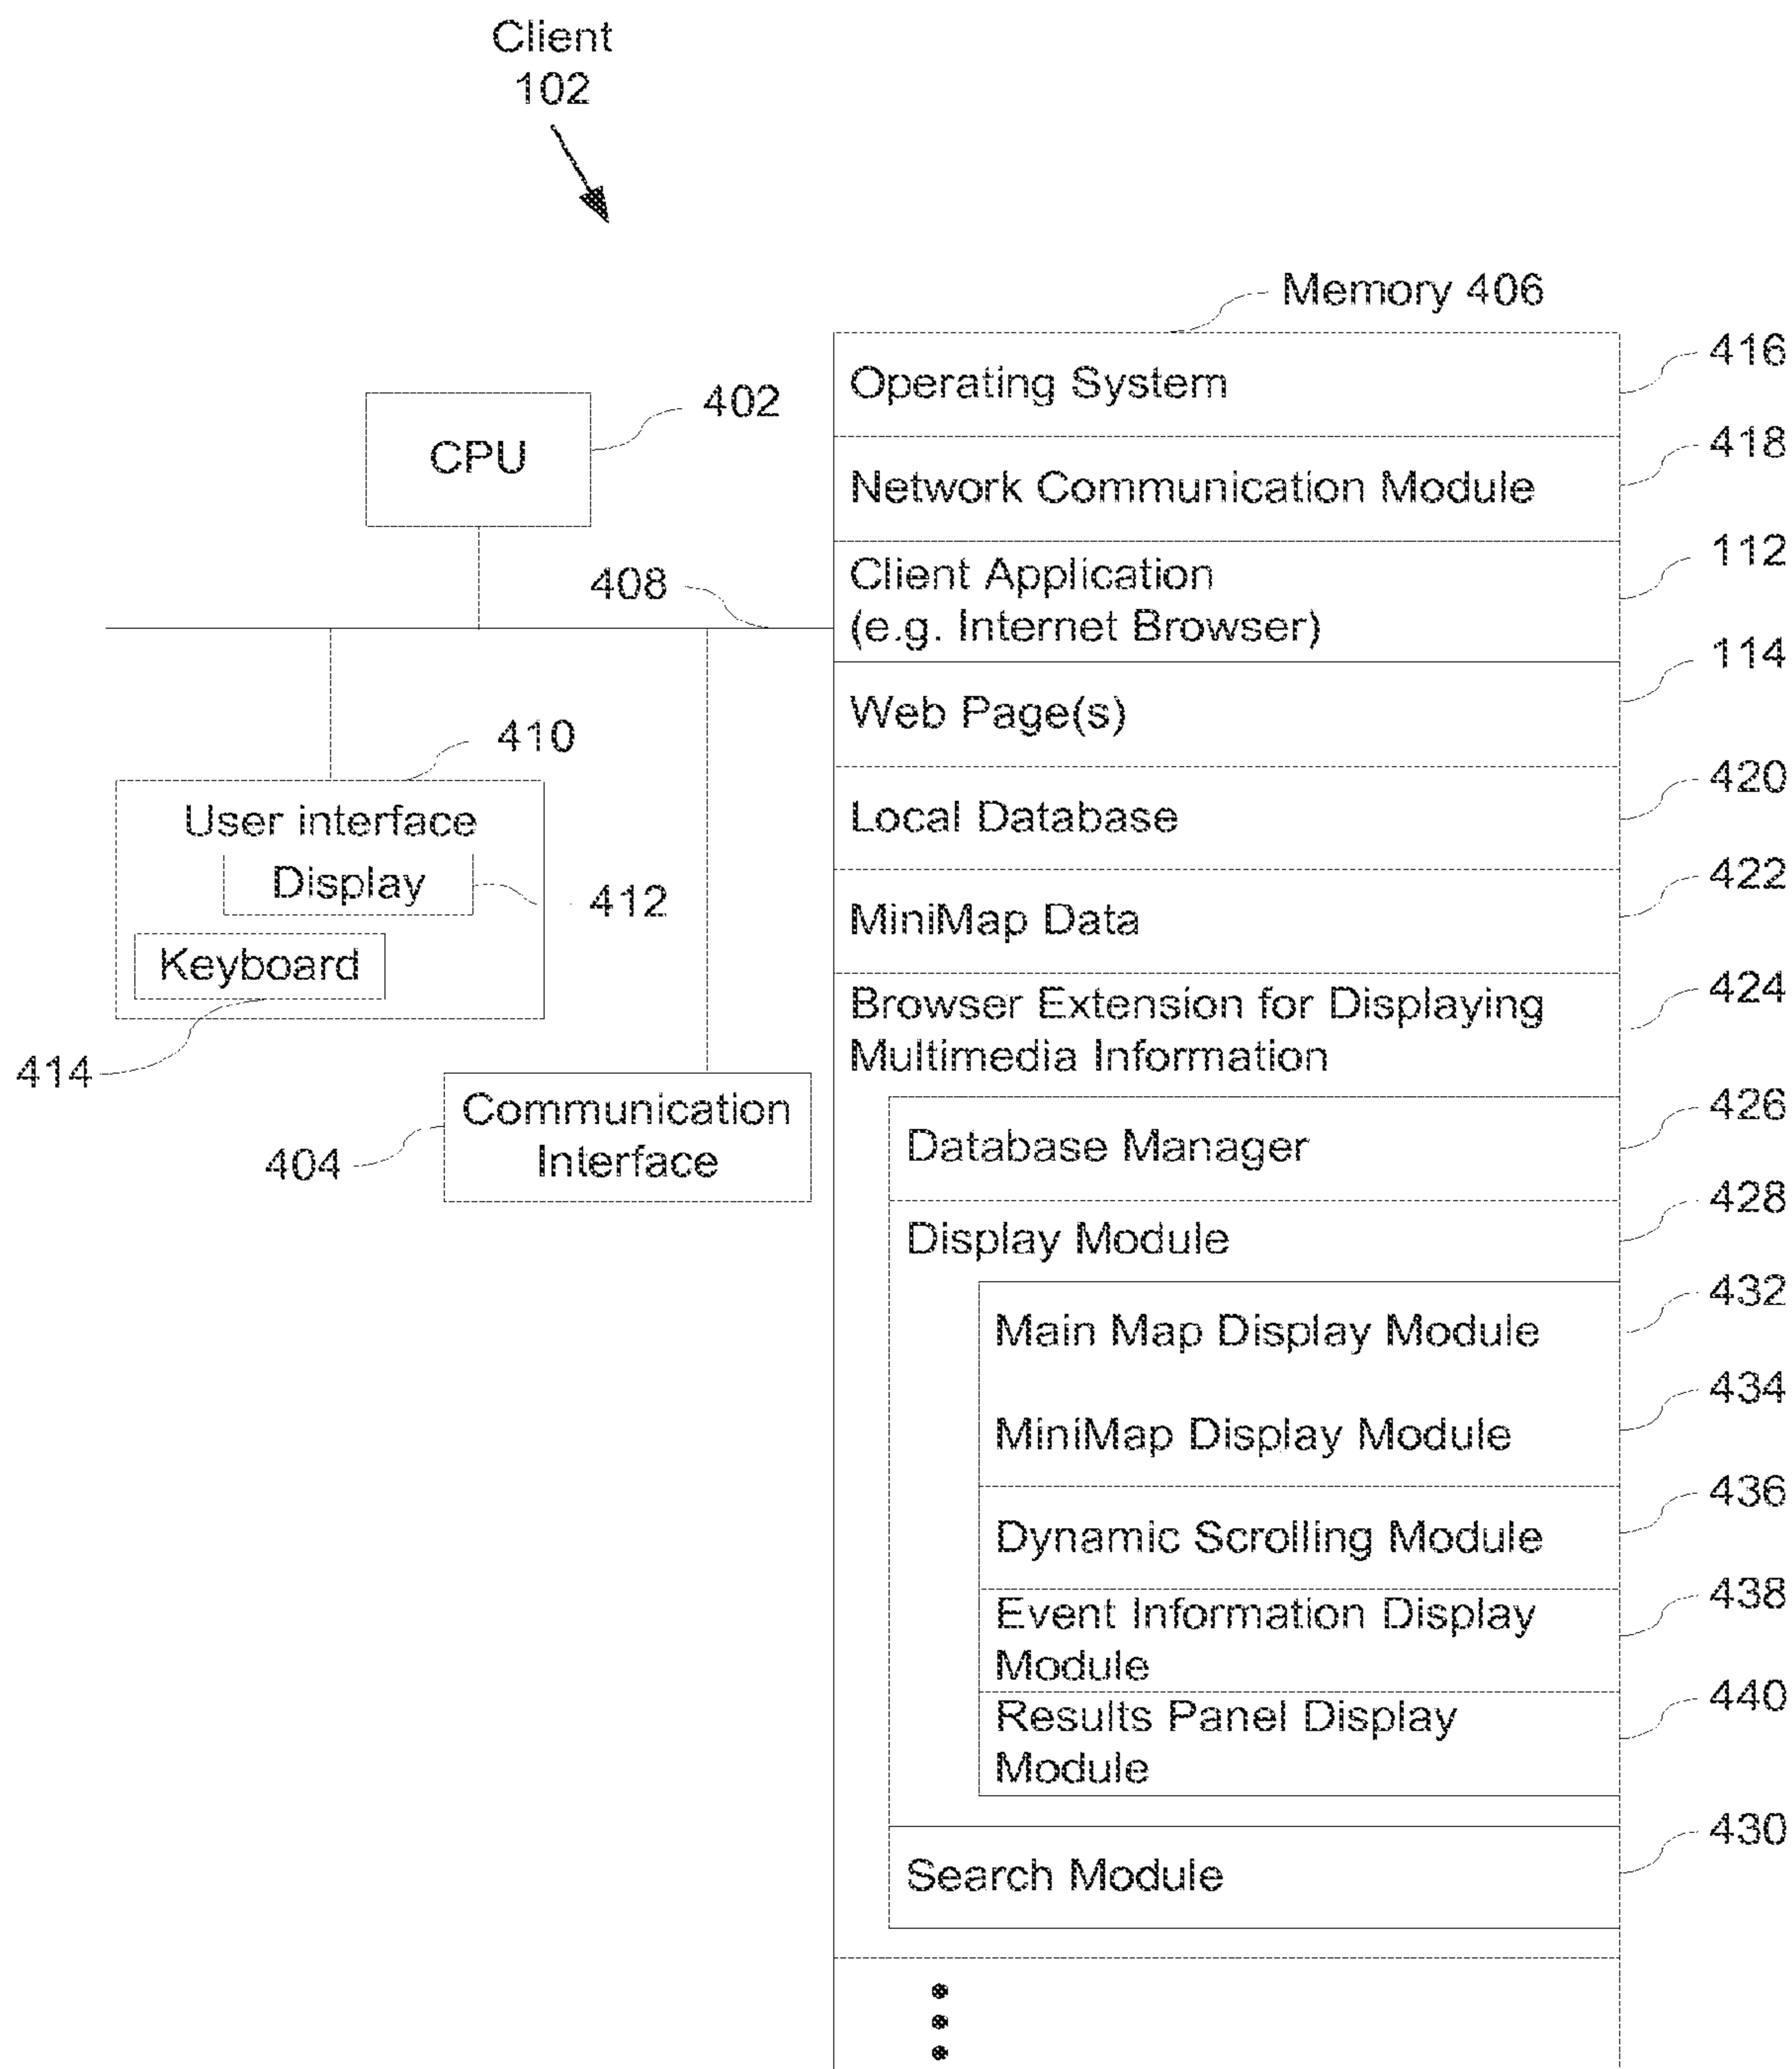 Client
102
Memory 406
Operating System
416
Network Communication Module
418
Client Application
(e.g. Internet Browser)
112
Web Page(s)
114
Local Database
420
MiniMap Data
422
Browser Extension for Displaying
Multimedia Information
424
Database Manager
426
Display Module
428
Main Map Display Module
432
MiniMap Display Module
434
Dynamic Scrolling Module
436
Event Information Display
Module
438
Results Panel Display
Module
440
Search Module
430
CPU
402
408
410
User interface
Display
412
Keyboard
414
Communication
Interface
404